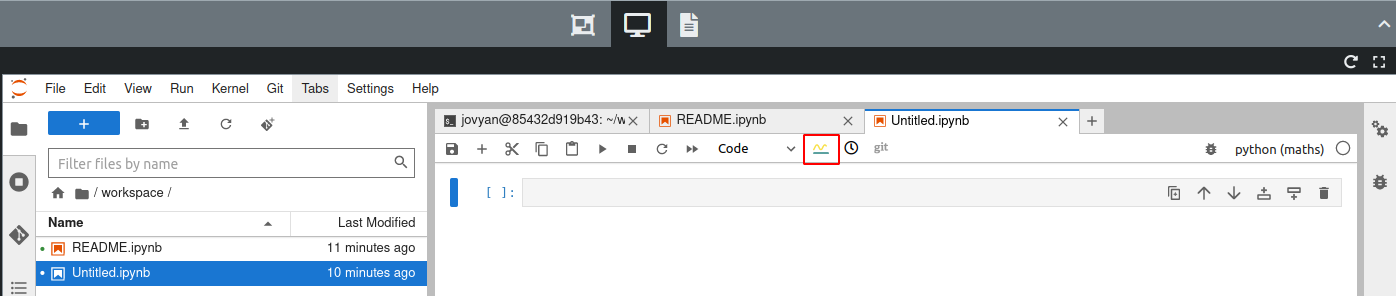 File Edit View Run Kernel Git Tabs Settings Help
jovyan@85432d919b43: ~/w
README.ipynb
Untitled.ipynb
Code
git
python (maths)
Filter files by name
/ workspace /
[ ]:
Name Last Modified
README.ipynb 11 minutes ago
Untitled.ipynb 10 minutes ago